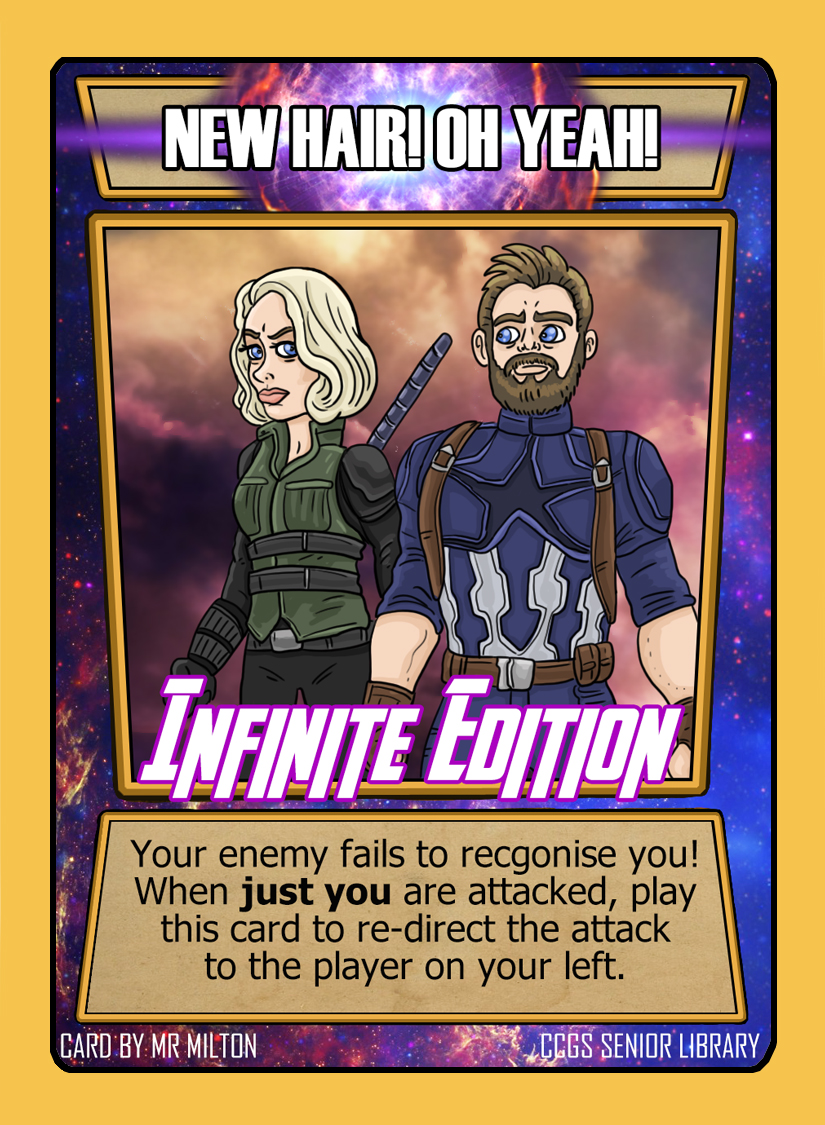 NEW HAIR! OH YEAH!
INFINITE EDITION
Your enemy fails to recgonise you!
When just you are attacked, play
this card to re-direct the attack
to the player on your left.
CARD BY MR MILTON
CCGS SENIOR LIBRARY